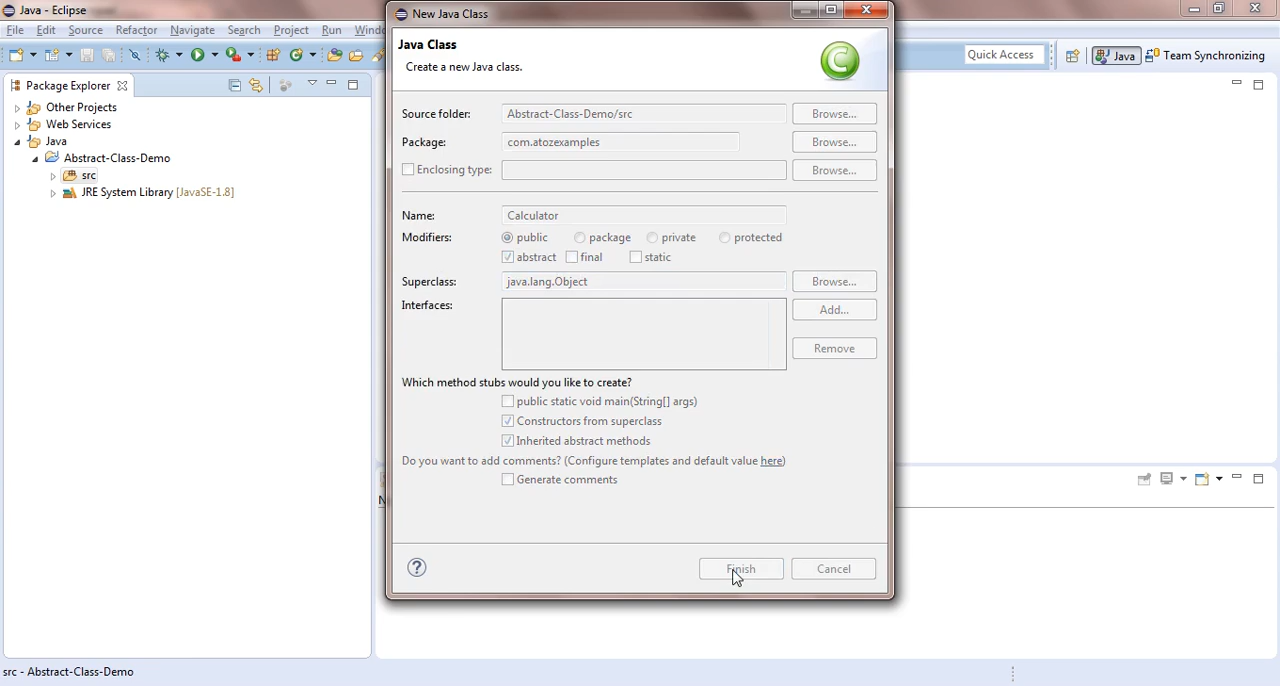 Java - Eclipse
File Edit Source Refactor Navigate Search Project Run Windo
Quick Access
Java
Team Synchronizing
Package Explorer
Other Projects
Web Services
Java
Abstract-Class-Demo
src
JRE System Library [JavaSE-1.8]
New Java Class
Java Class
Create a new Java class.
C
Source folder: Abstract-Class-Demo/src Browse...
Package: com.atozexamples Browse...
Enclosing type: Browse...
Name: Calculator
Modifiers: public package private protected
abstract final static
Superclass: java.lang.Object Browse...
Interfaces: Add...
Remove
Which method stubs would you like to create?
public static void main(String[] args)
Constructors from superclass
Inherited abstract methods
Do you want to add comments? (Configure templates and default value here)
Generate comments
? Finish Cancel
src - Abstract-Class-Demo